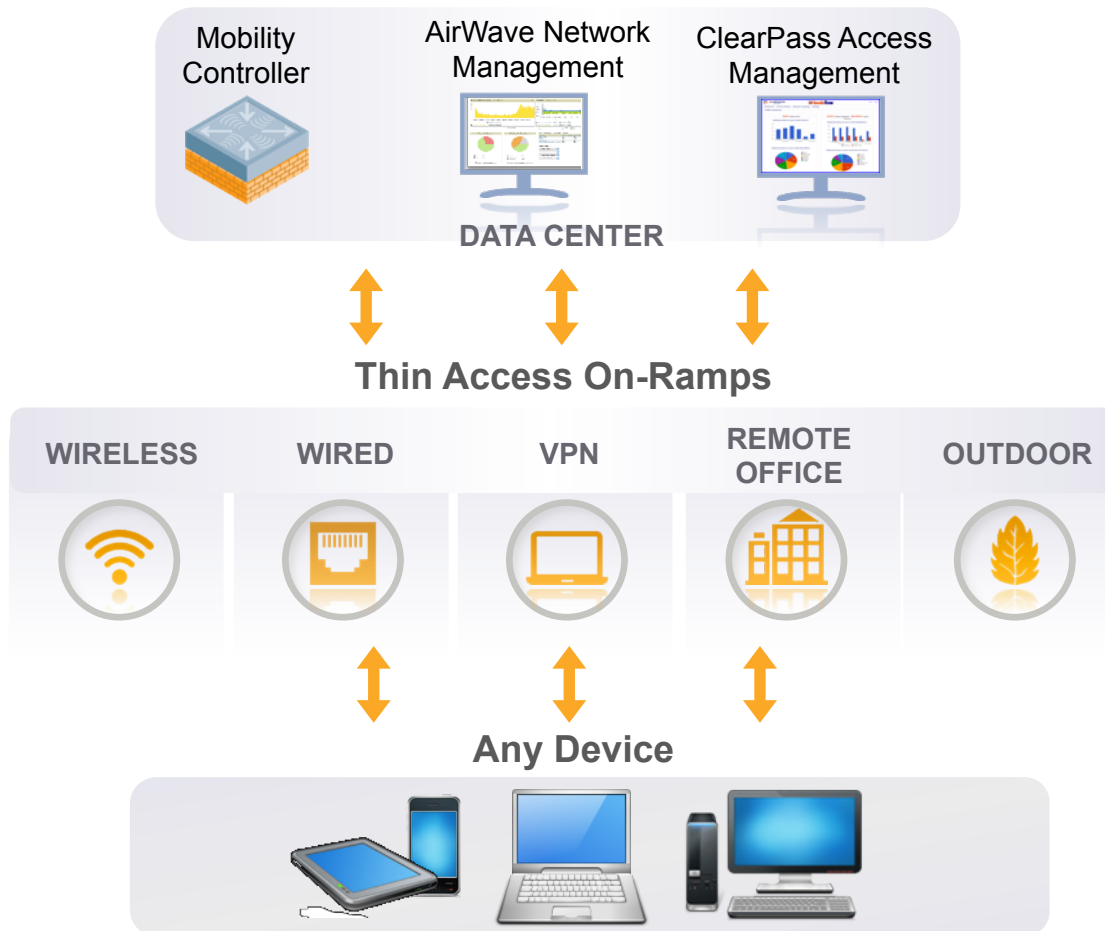 Mobility
Controller
AirWave Network
Management
ClearPass Access
Management
DATA CENTER
Thin Access On-Ramps
WIRELESS
WIRED
VPN
REMOTE
OFFICE
OUTDOOR
Any Device